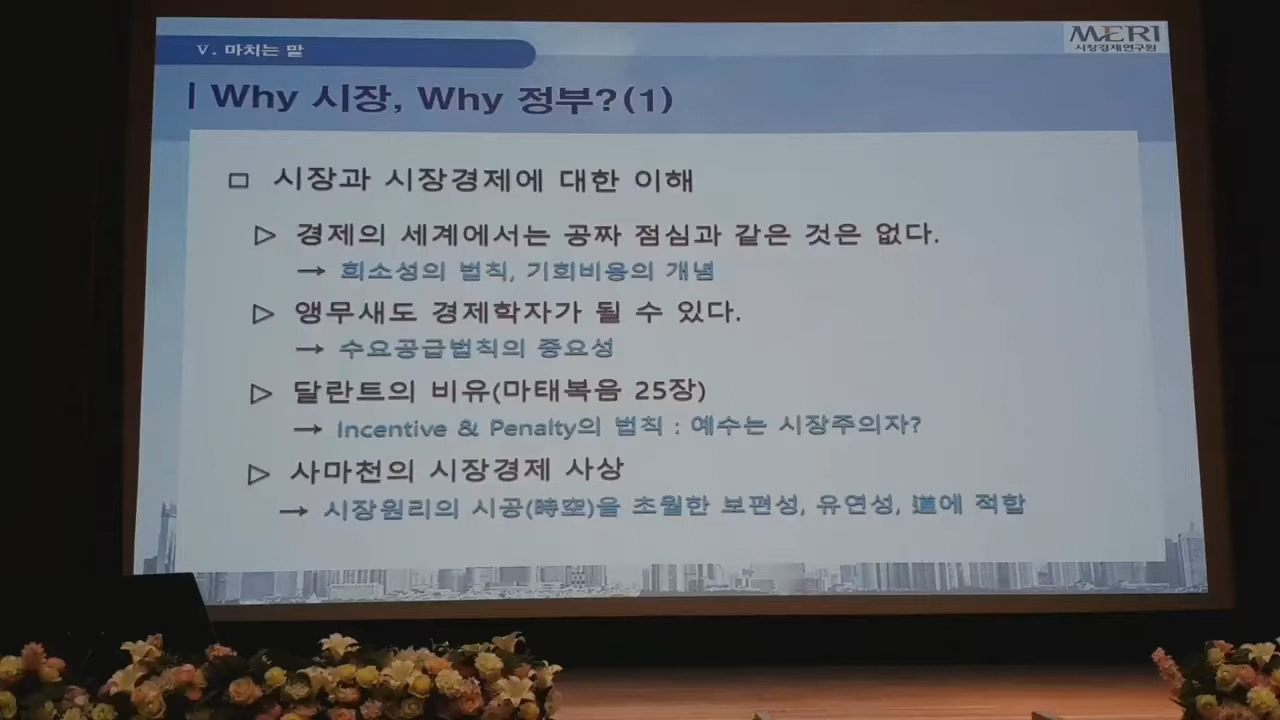 Ⅴ. 마치는 말
MERI
시장경제연구원
| Why 시장, Why 정부?(1)
□ 시장과 시장경제에 대한 이해
▷ 경제의 세계에서는 공짜 점심과 같은 것은 없다.
→ 희소성의 법칙, 기회비용의 개념
▷ 앵무새도 경제학자가 될 수 있다.
→ 수요공급법칙의 중요성
▷ 달란트의 비유(마태복음 25장)
→ Incentive & Penalty의 법칙 : 예수는 시장주의자?
▷ 사마천의 시장경제 사상
→ 시장원리의 시공(時空)을 초월한 보편성, 유연성, 道에 적합